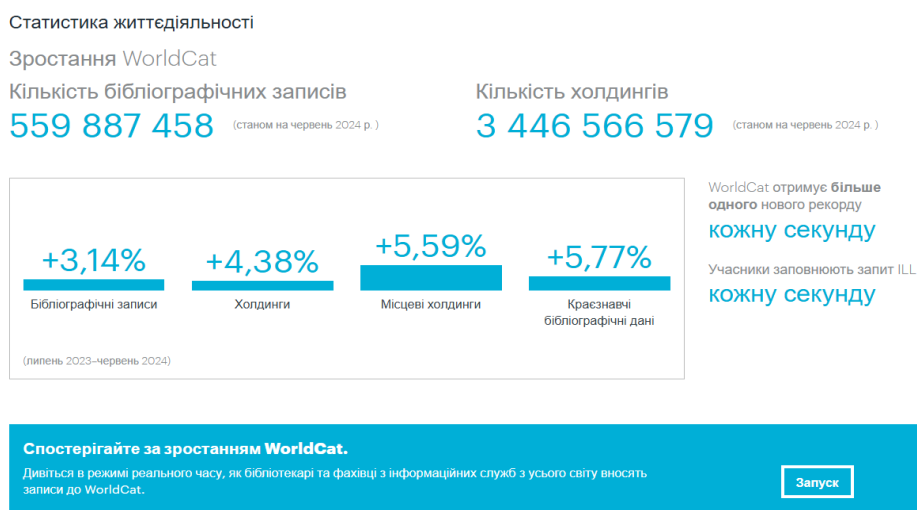 Статистика життєдіяльності
Зростання WorldCat
Кількість бібліографічних записів
559 887 458 (станом на червень 2024 р. )
Кількість холдингів
3 446 566 579 (станом на червень 2024 р. )
+3,14%
Бібліографічні записи
+4,38%
Холдинги
+5,59%
Місцеві холдинги
+5,77%
Краєзнавчі
бібліографічні дані
(липень 2023–червень 2024)
WorldCat отримує більше
одного нового рекорду
кожну секунду
Учасники заповнюють запит ILL
кожну секунду
Спостерігайте за зростанням WorldCat.
Дивіться в режимі реального часу, як бібліотекарі та фахівці з інформаційних служб з усього світу вносять
записи до WorldCat.
Запуск